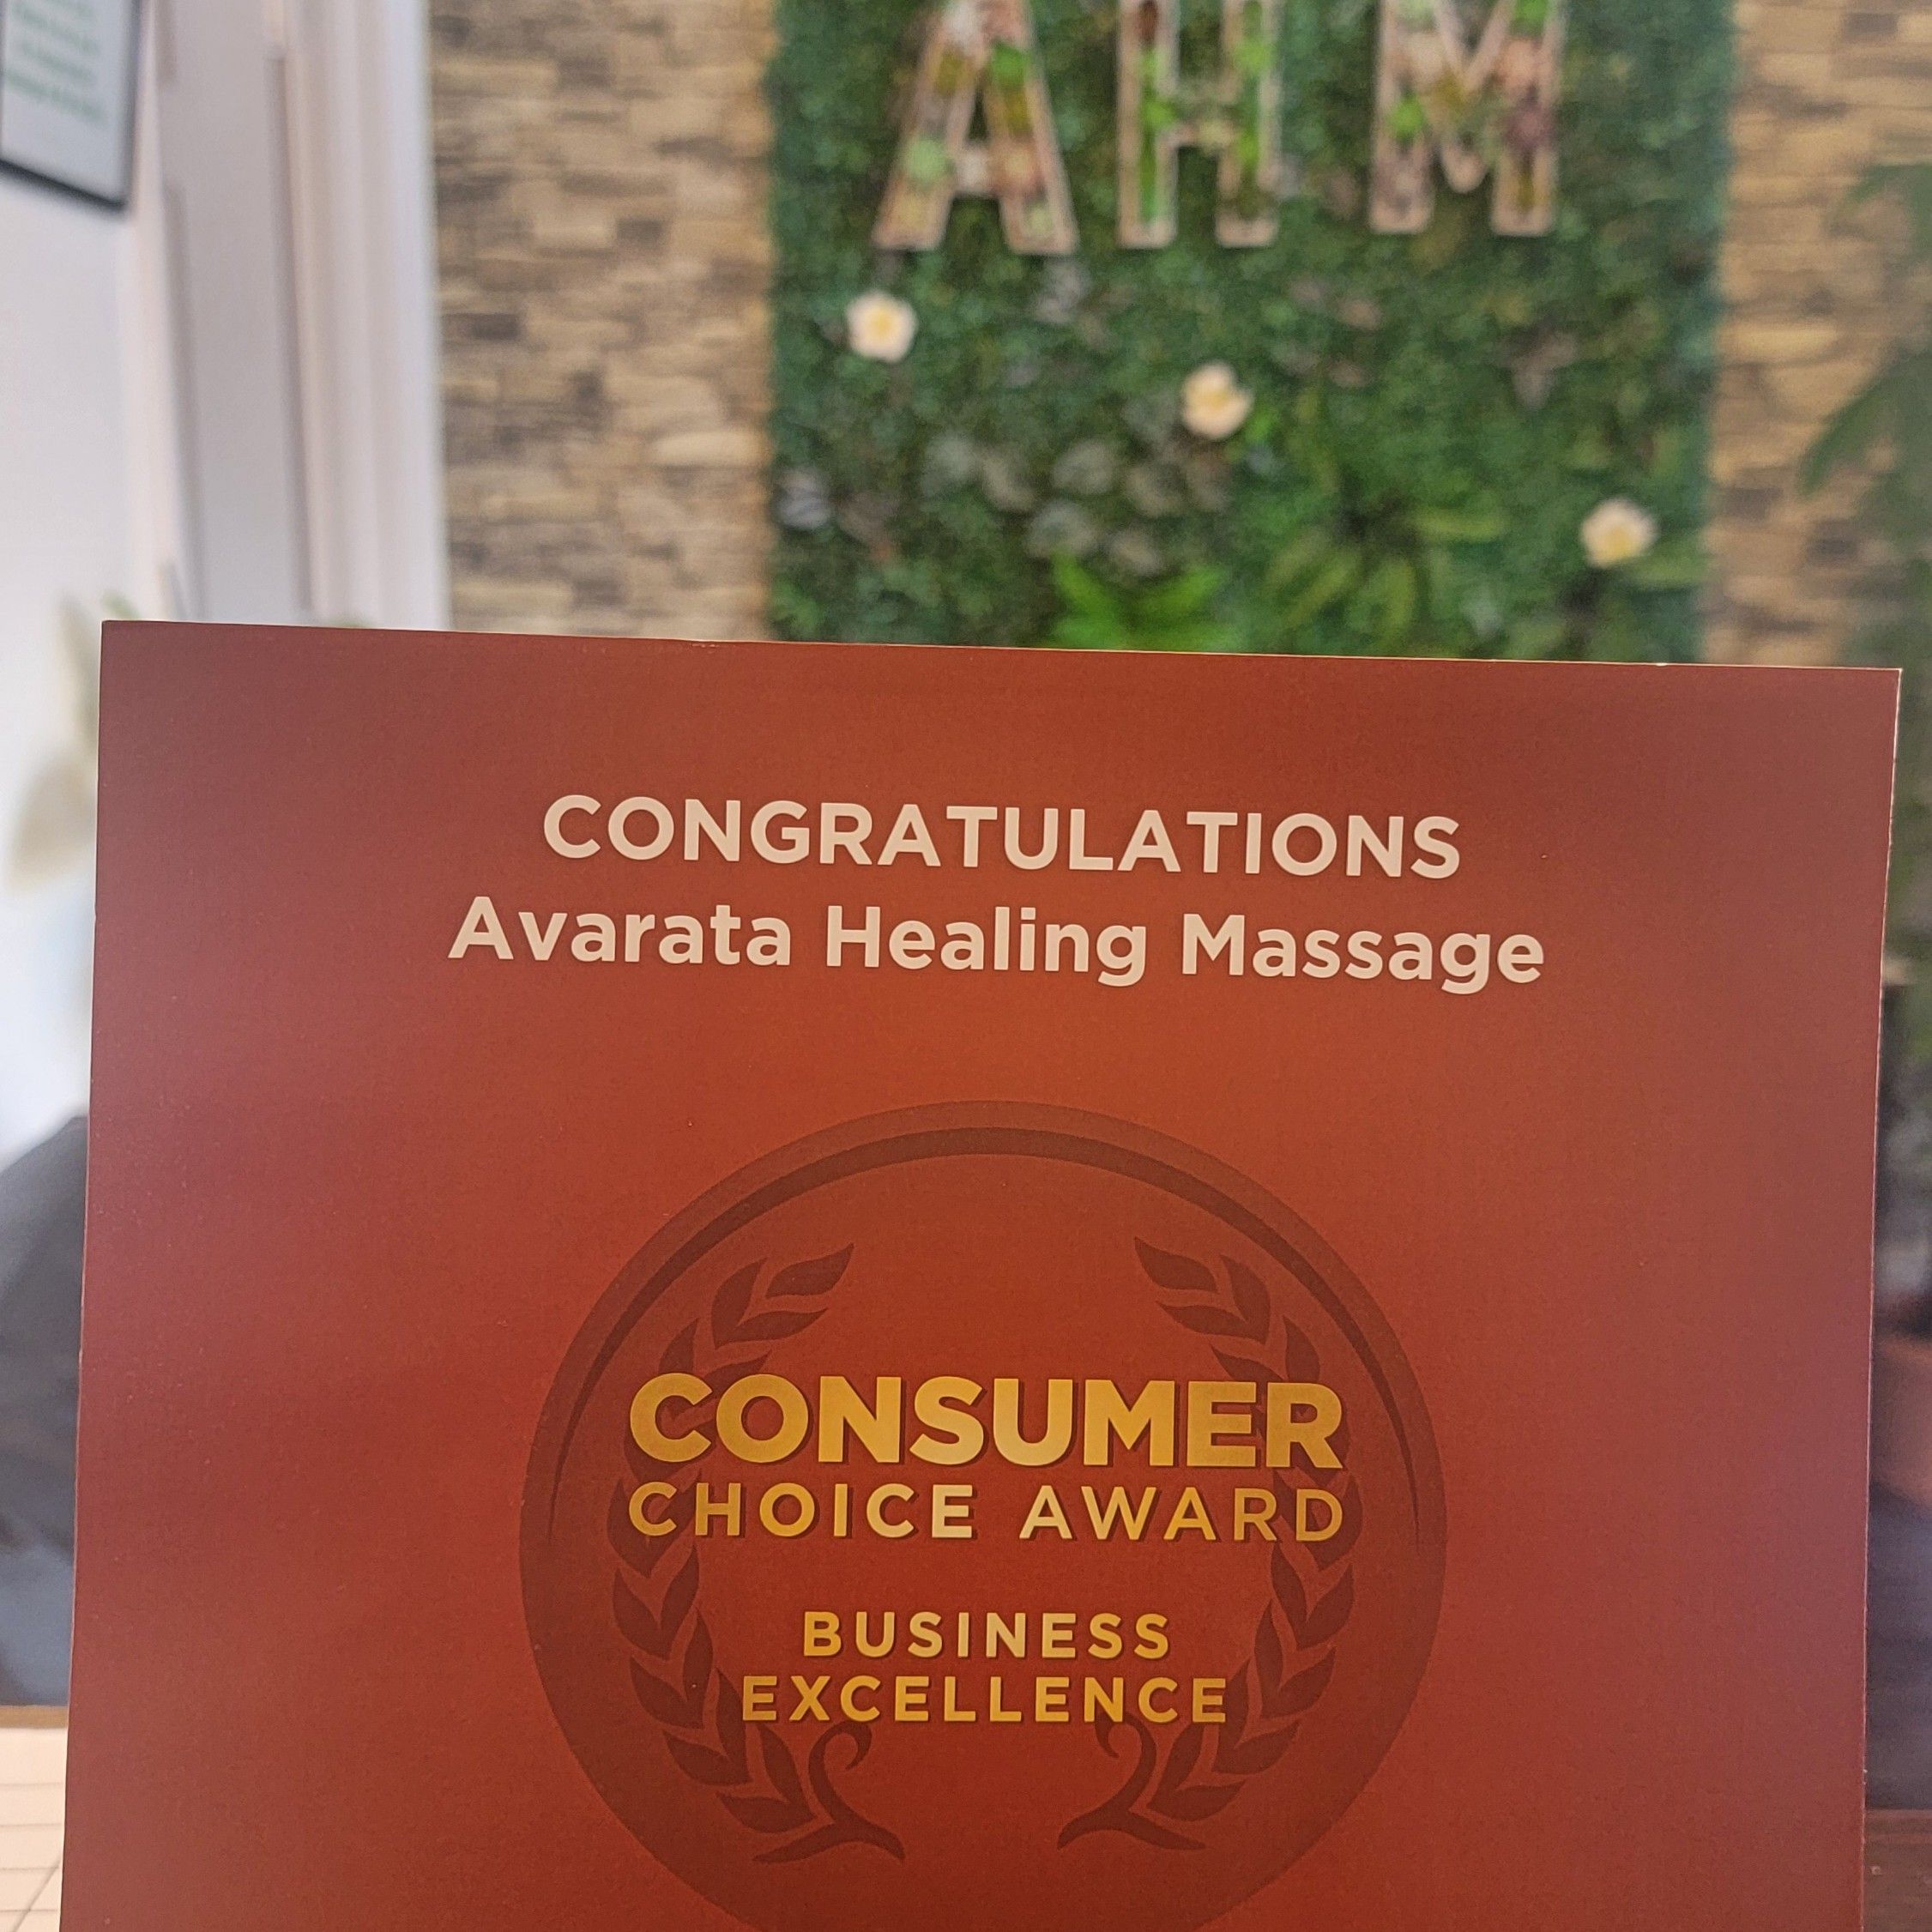 AHM
CONGRATULATIONS
Avarata Healing Massage
CONSUMER
CHOICE AWARD
BUSINESS
EXCELLENCE